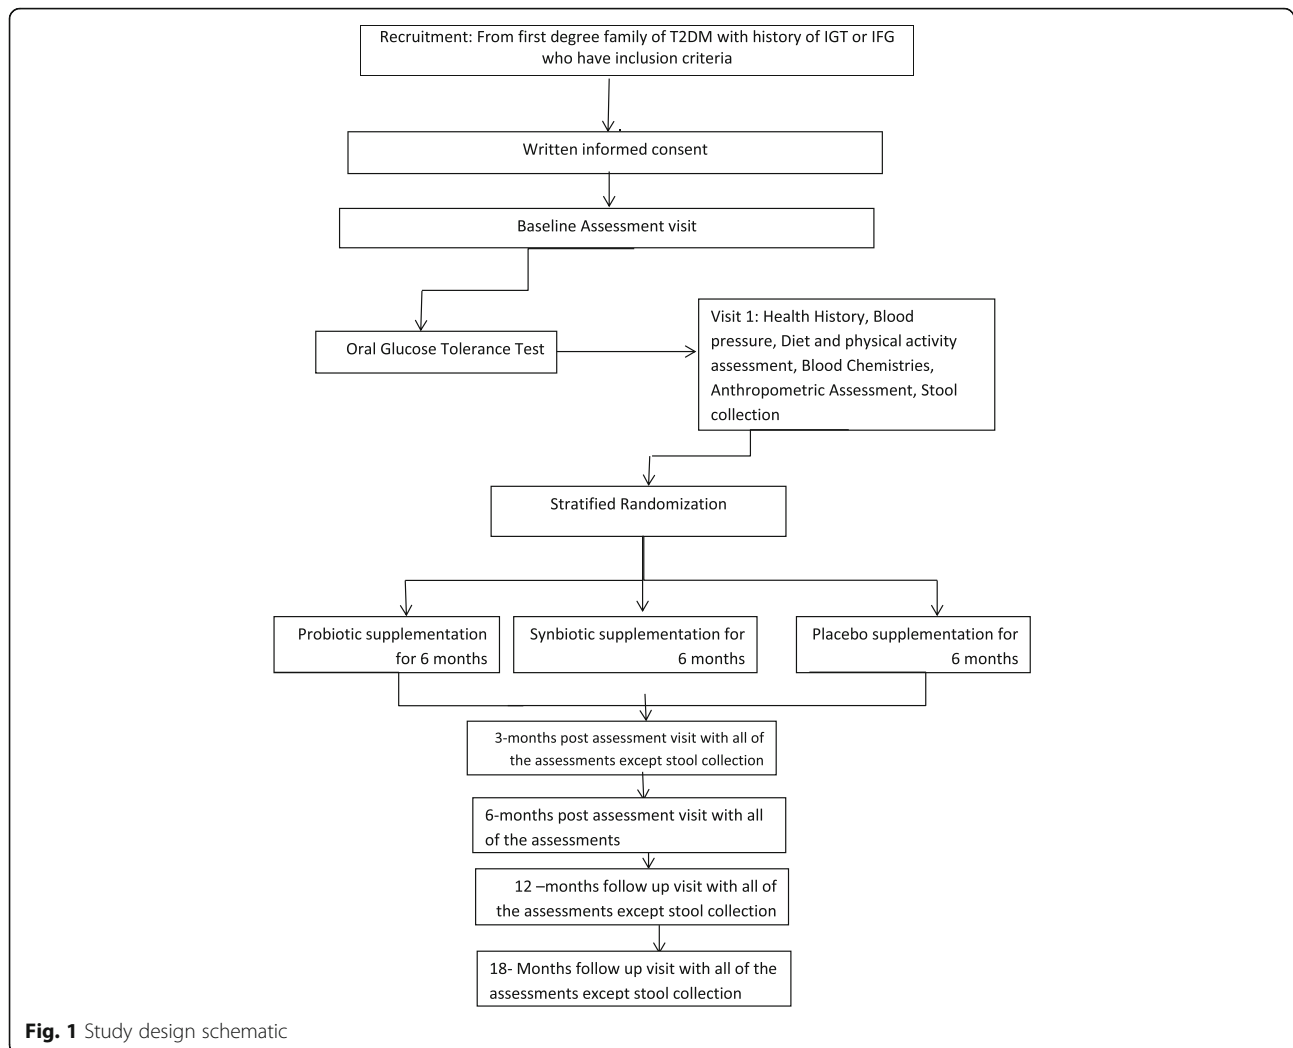 Recruitment: From first degree family of T2DM with history of IGT or IFG
who have inclusion criteria
Written informed consent
Baseline Assessment visit
Oral Glucose Tolerance Test
Visit 1: Health History, Blood
pressure, Diet and physical activity
assessment, Blood Chemistries,
Anthropometric Assessment, Stool
collection
Stratified Randomization
Probiotic supplementation
for 6 months
Synbiotic supplementation for
6 months
Placebo supplementation for
6 months
3-months post assessment visit with all of
the assessments except stool collection
6-months post assessment visit with all
of the assessments
12 –months follow up visit with all of
the assessments except stool collection
18- Months follow up visit with all of the
assessments except stool collection
Fig. 1 Study design schematic